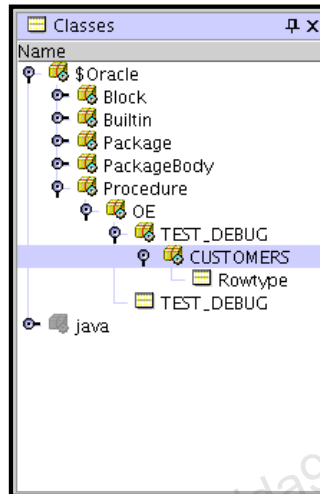 Classes
Name
$Oracle
Block
Builtin
Package
PackageBody
Procedure
OE
TEST_DEBUG
CUSTOMERS
Rowtype
TEST_DEBUG
java